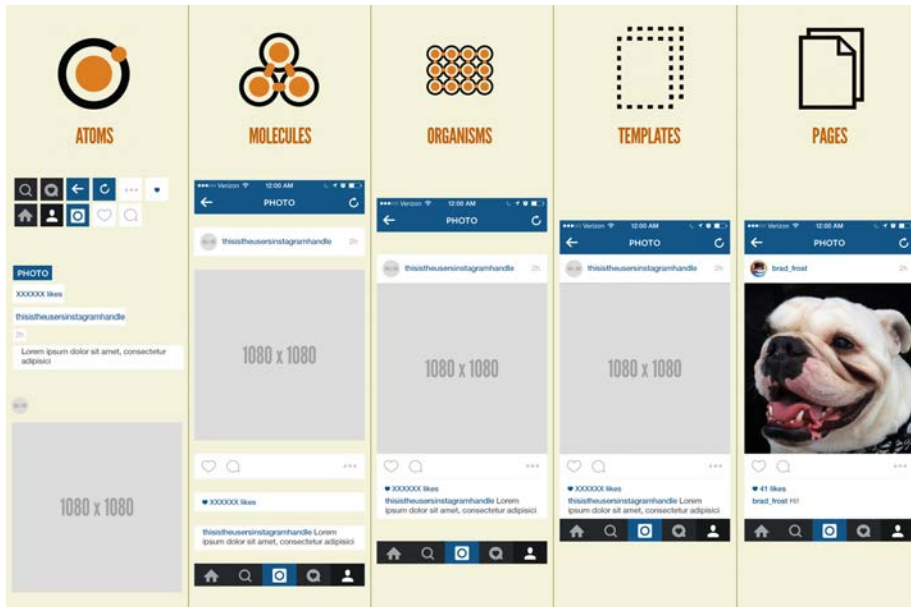 ATOMS
MOLECULES
ORGANISMS
TEMPLATES
PAGES
PHOTO
XXXXXX likes
thisistheusersinstagramhandle
2h
Lorem ipsum dolor sit amet, consectetur
adipisici
1080 x 1080
Verizon 12:00 AM
PHOTO
thisistheusersinstagramhandle 2h
1080 x 1080
XXXXXX likes
thisistheusersinstagramhandle Lorem
ipsum dolor sit amet, consectetur adipisici
Verizon 12:00 AM
PHOTO
thisistheusersinstagramhandle 2h
1080 x 1080
XXXXXX likes
thisistheusersinstagramhandle Lorem
ipsum dolor sit amet, consectetur adipisici
Verizon 12:00 AM
PHOTO
thisistheusersinstagramhandle 2h
1080 x 1080
XXXXXX likes
thisistheusersinstagramhandle Lorem
ipsum dolor sit amet, consectetur adipisici
Verizon 12:00 AM
PHOTO
brad_frost 2h
41 likes
brad_frost Hi!